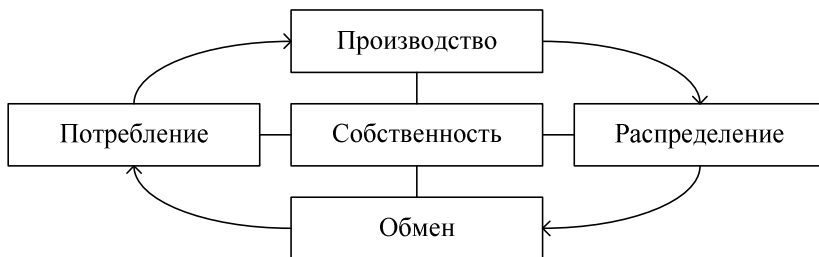 Производство
Потребление
Собственность
Распределение
Обмен